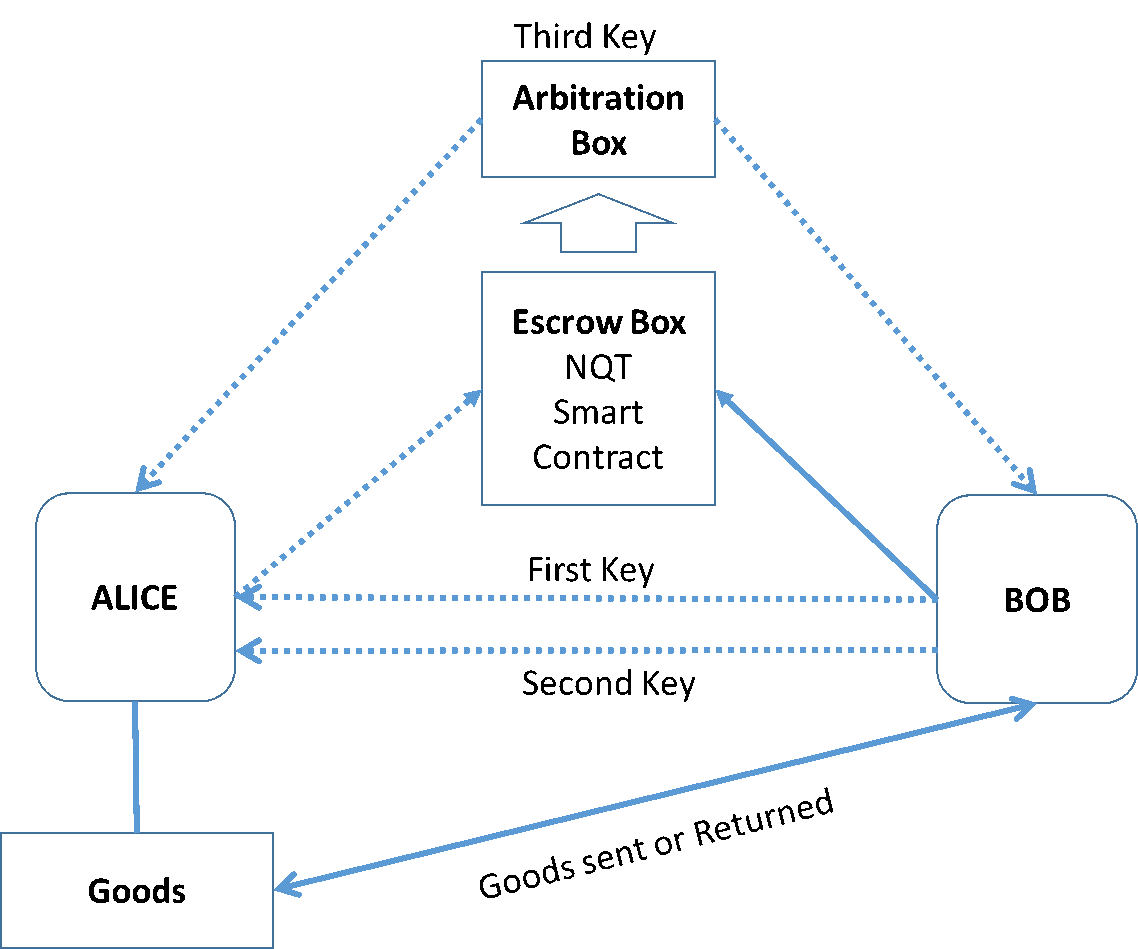 Third Key
Arbitration
Box
Escrow Box
NQT
Smart
Contract
First Key
ALICE
BOB
Second Key
Goods sent or Returned
Goods